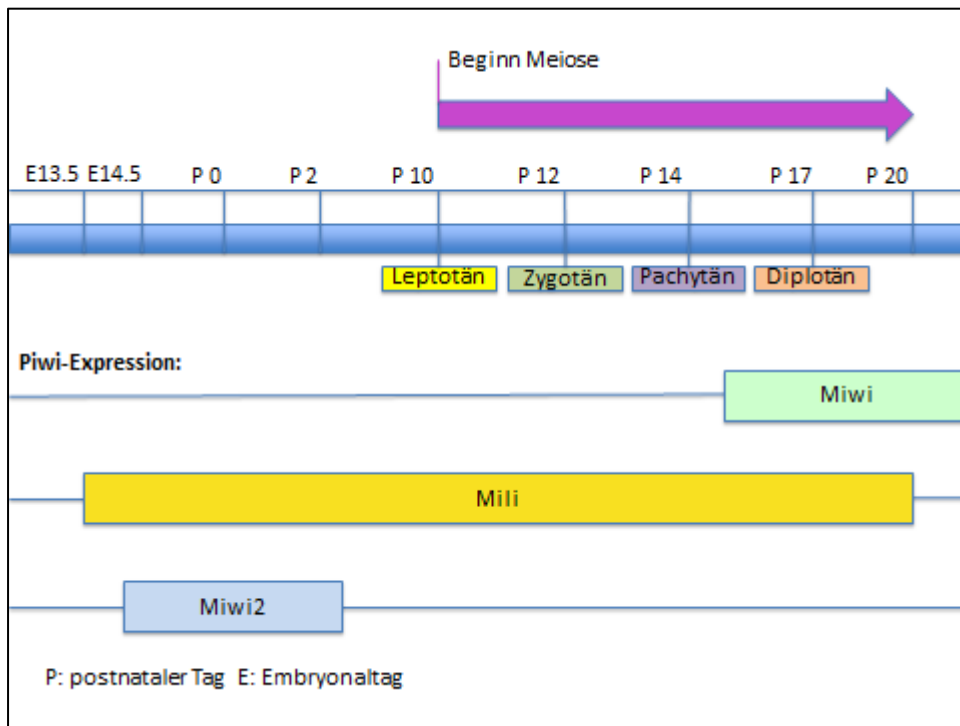 Beginn Meiose
E13.5 E14.5 P 0 P 2 P 10 P 12 P 14 P 17 P 20
Leptotän Zygotän Pachytän Diplotän
Piwi-Expression:
Miwi
Mili
Miwi2
P: postnataler Tag E: Embryonaltag